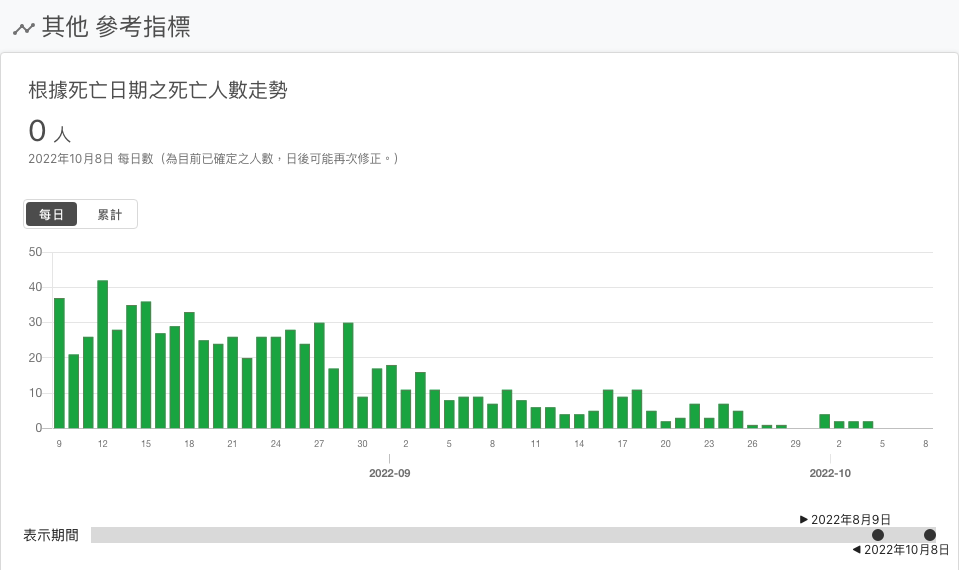 其他 參考指標
根據死亡日期之死亡人數走勢
0 人
2022年10月8日 每日數（為目前已確定之人數，日後可能再次修正。）
每日 累計
50
40
30
20
10
0
9 12 15 18 21 24 27 30 2 5 8 11 14 17 20 23 26 29 2 5 8
2022-09 2022-10
▶ 2022年8月9日
表示期間
◀ 2022年10月8日